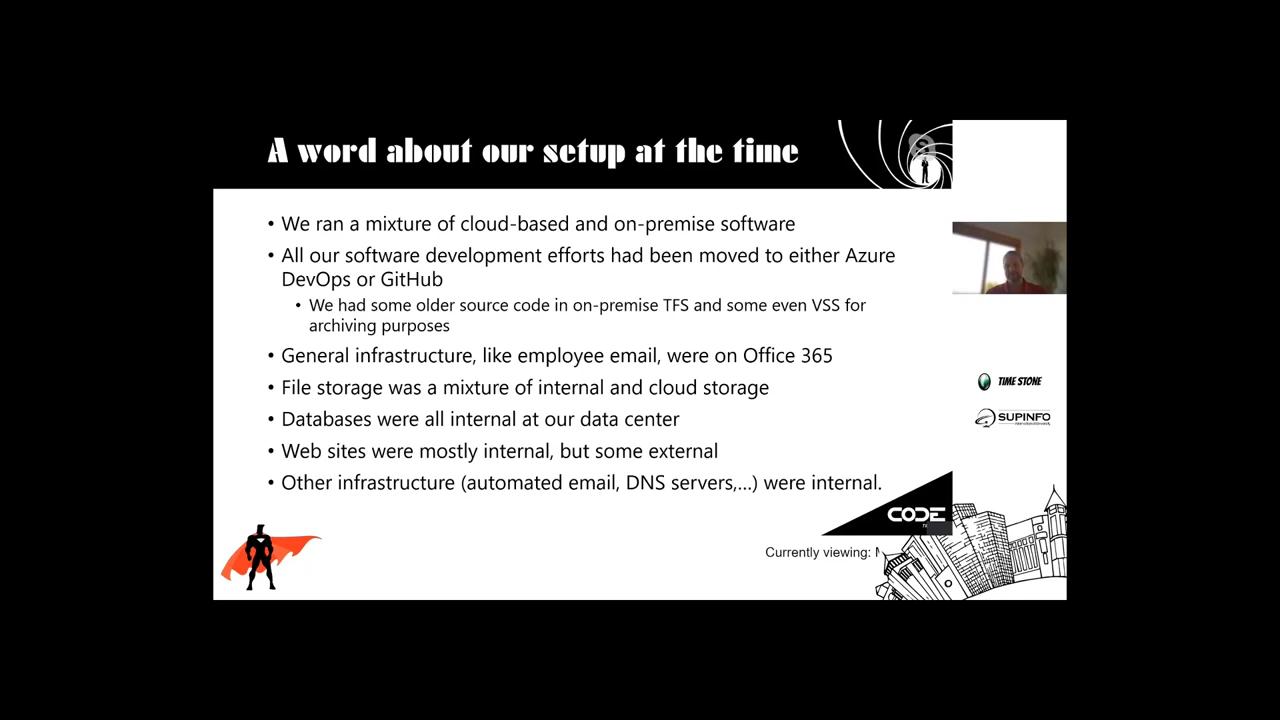 A word about our setup at the time
• We ran a mixture of cloud-based and on-premise software
• All our software development efforts had been moved to either Azure
DevOps or GitHub
• We had some older source code in on-premise TFS and some even VSS for
archiving purposes
• General infrastructure, like employee email, were on Office 365
• File storage was a mixture of internal and cloud storage
• Databases were all internal at our data center
• Web sites were mostly internal, but some external
• Other infrastructure (automated email, DNS servers,...) were internal.
CODE
Currently viewing:
TIME STONE
SUPINFO